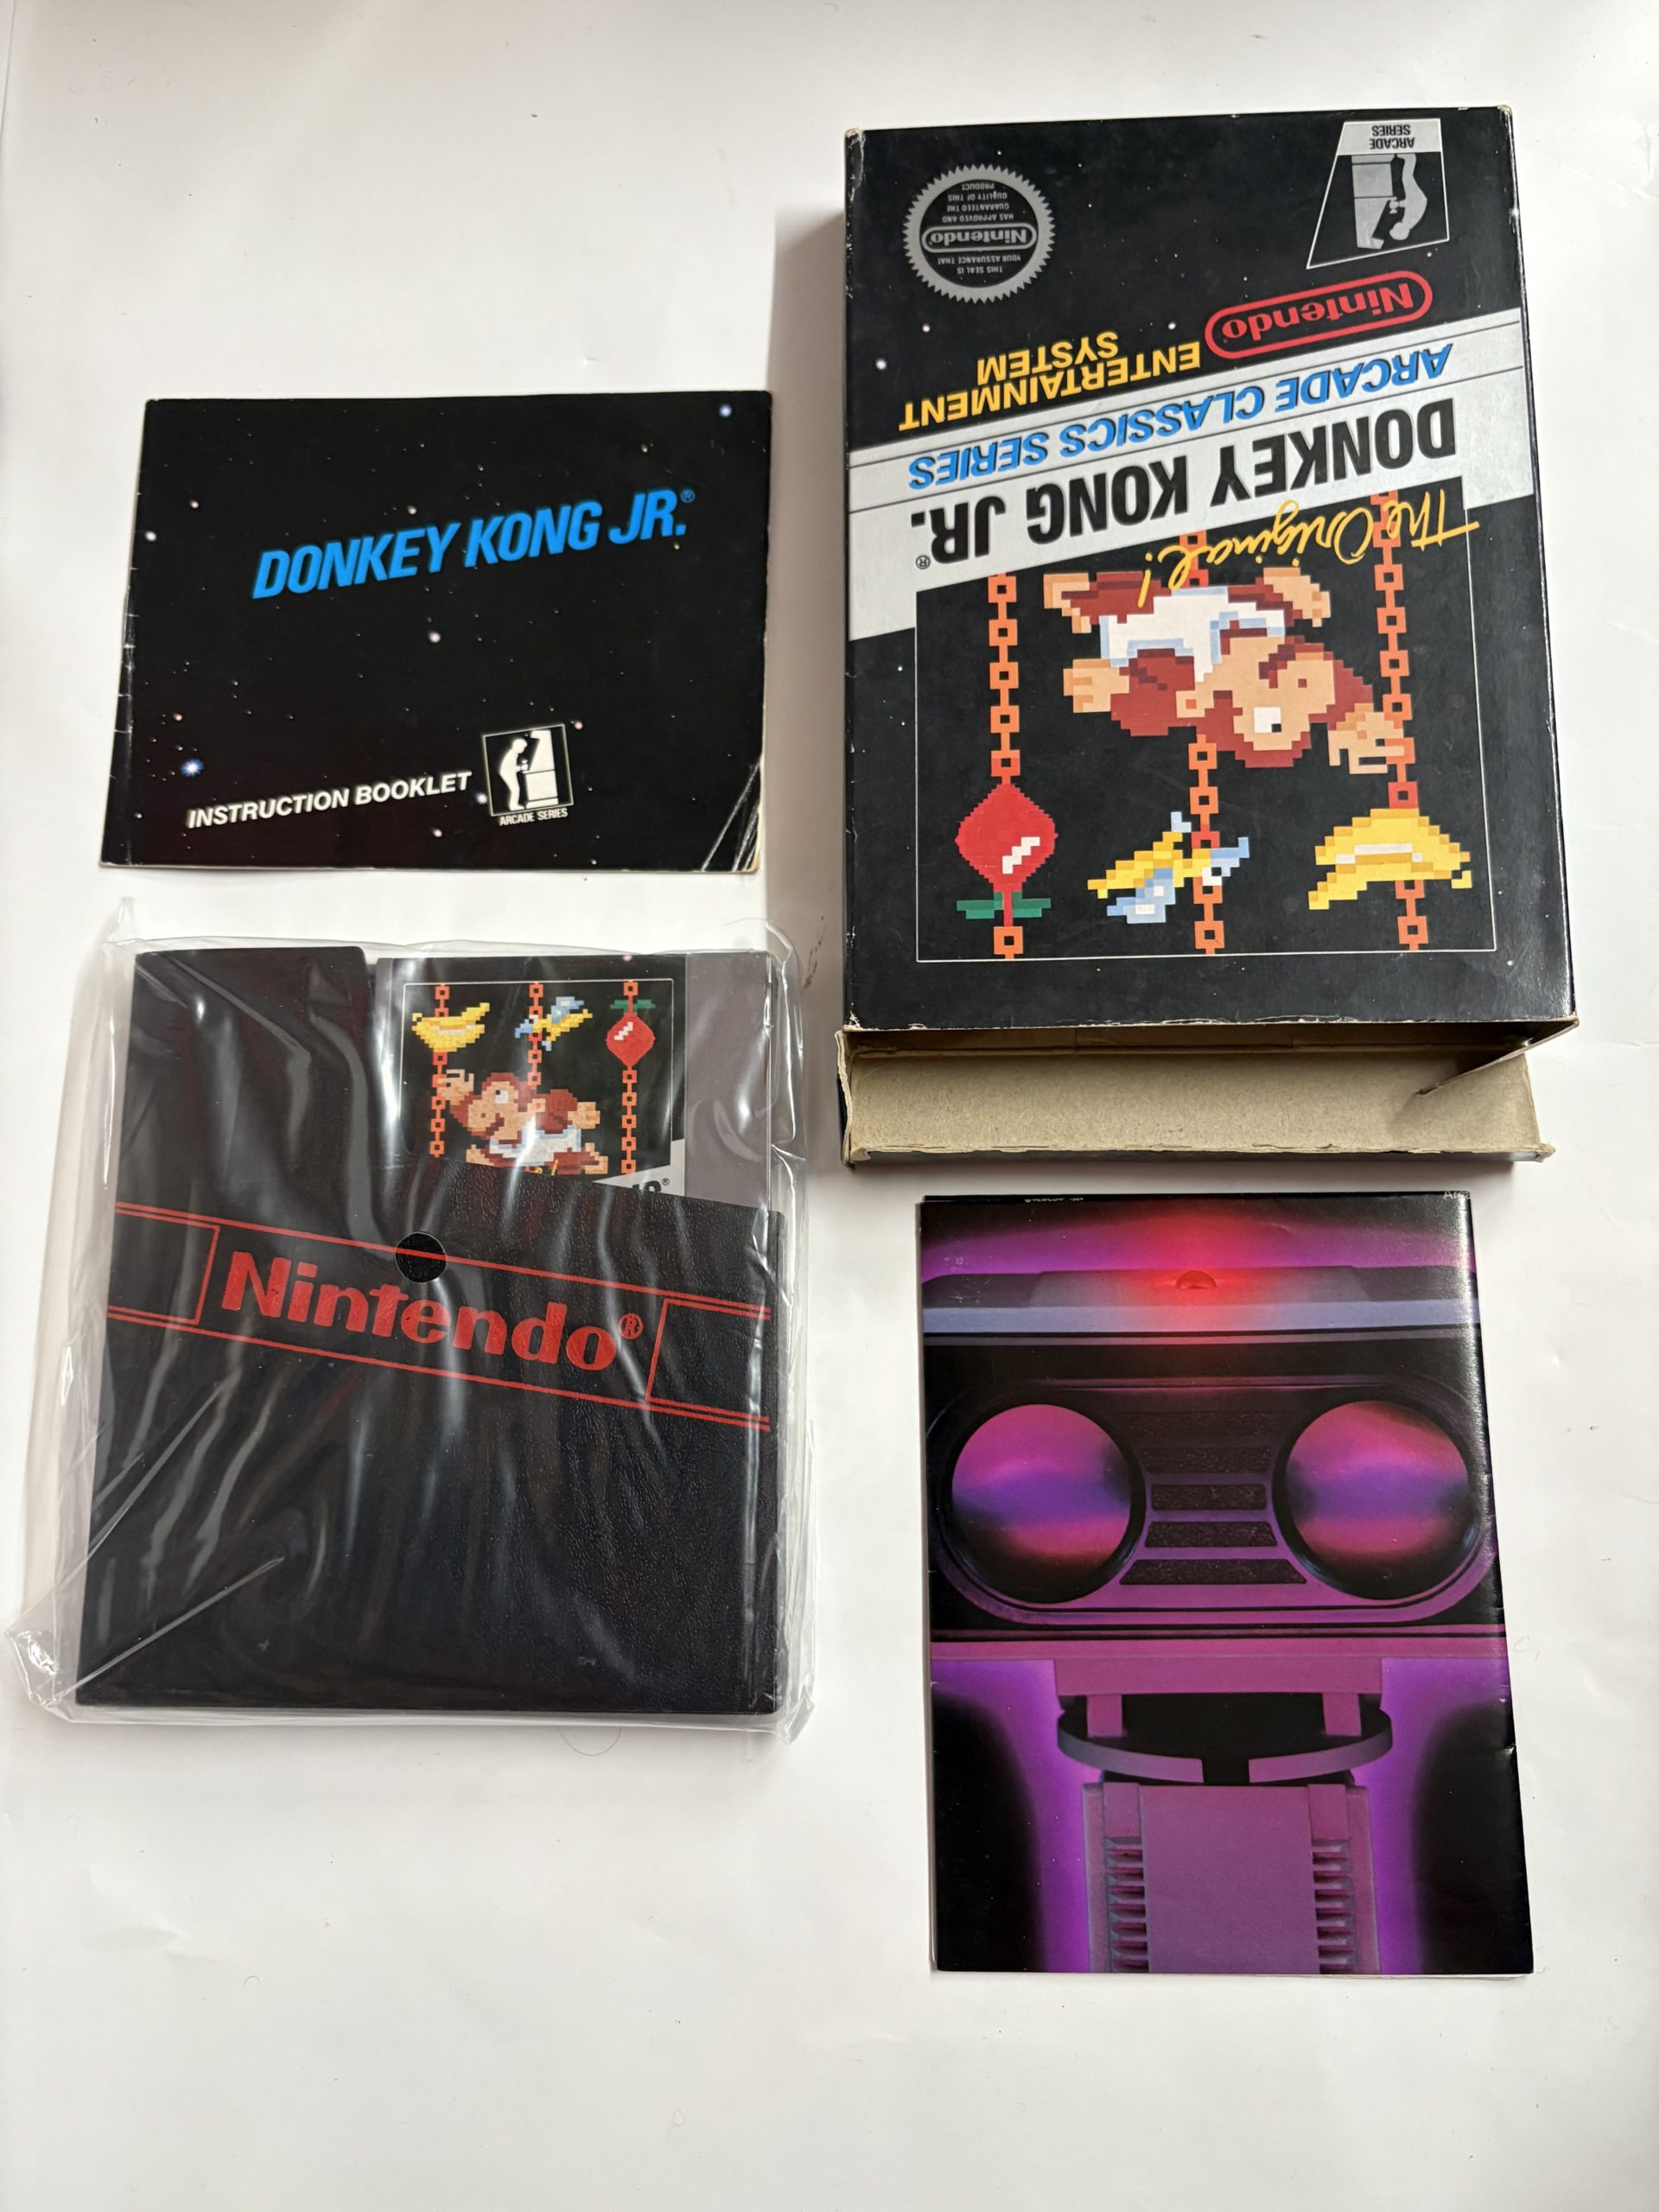 DONKEY KONG JR.®
INSTRUCTION BOOKLET
ARCADE SERIES
ARCADE
SERIES
THIS SEAL IS
YOUR ASSURANCE THAT
Nintendo®
HAS APPROVED AND
GUARANTEED THE
QUALITY OF THIS
PRODUCT
Nintendo®
ENTERTAINMENT
SYSTEM
ARCADE CLASSICS SERIES
DONKEY KONG JR.®
The Original!
Nintendo®